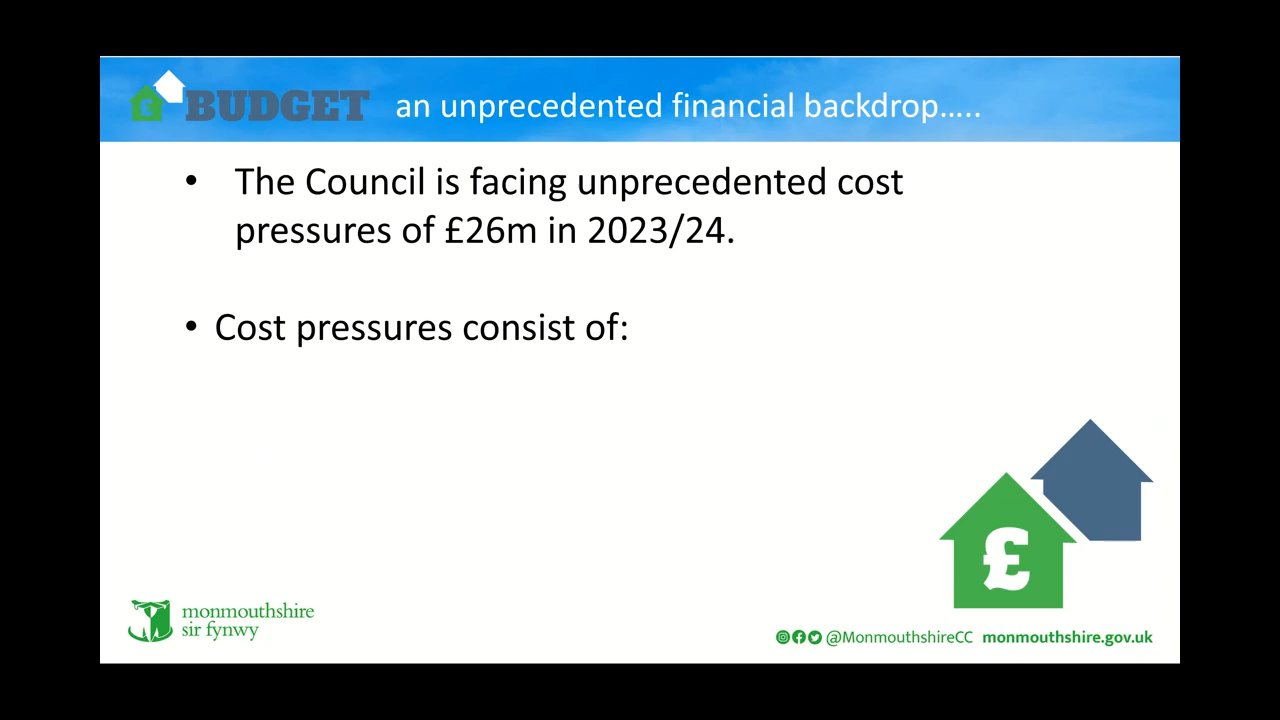 £ BUDGET an unprecedented financial backdrop…..
• The Council is facing unprecedented cost
pressures of £26m in 2023/24.
• Cost pressures consist of:
£
monmouthshire
sir fynwy
@MonmouthshireCC monmouthshire.gov.uk